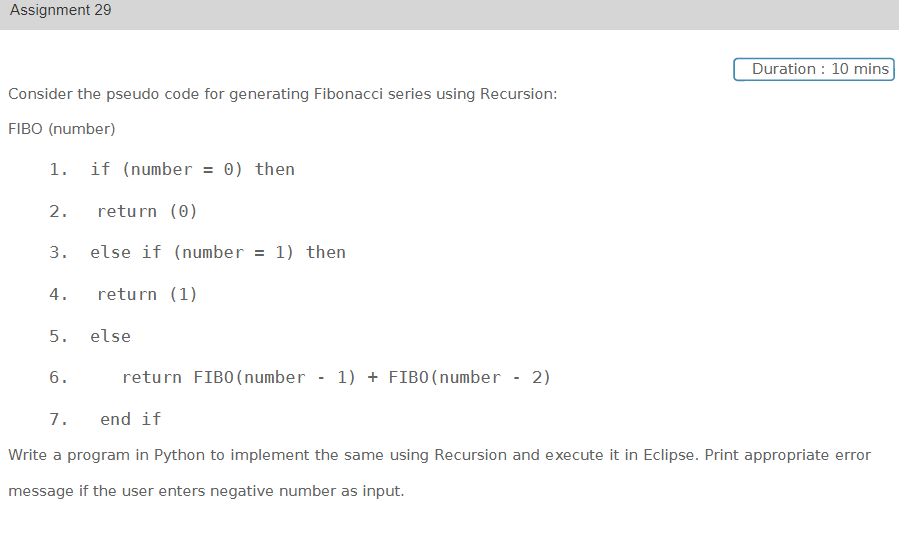 Assignment 29
Duration : 10 mins
Consider the pseudo code for generating Fibonacci series using Recursion:
FIBO (number)
1. if (number = 0) then
2. return (0)
3. else if (number = 1) then
4. return (1)
5. else
6. return FIBO(number - 1) + FIBO(number - 2)
7. end if
Write a program in Python to implement the same using Recursion and execute it in Eclipse. Print appropriate error
message if the user enters negative number as input.